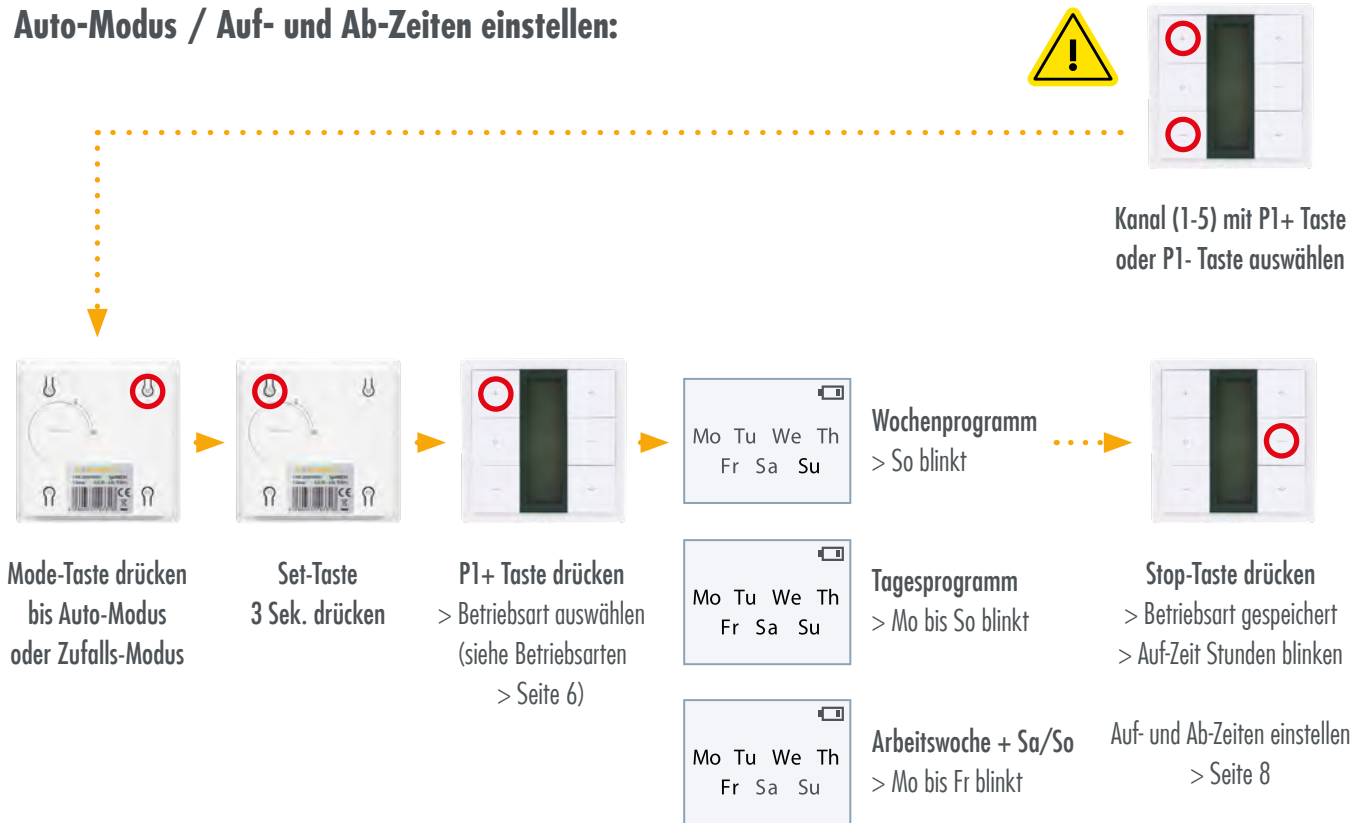 Auto-Modus / Auf- und Ab-Zeiten einstellen:
Kanal (1-5) mit P1+ Taste
oder P1- Taste auswählen
Mode-Taste drücken
bis Auto-Modus
oder Zufalls-Modus
Set-Taste
3 Sek. drücken
P1+ Taste drücken
> Betriebsart auswählen
(siehe Betriebsarten
> Seite 6)
Mo Tu We Th
Fr Sa Su
Wochenprogramm
> So blinkt
Mo Tu We Th
Fr Sa Su
Tagesprogramm
> Mo bis So blinkt
Mo Tu We Th
Fr Sa Su
Arbeitswoche + Sa/So
> Mo bis Fr blinkt
Stop-Taste drücken
> Betriebsart gespeichert
> Auf-Zeit Stunden blinken
Auf- und Ab-Zeiten einstellen
> Seite 8